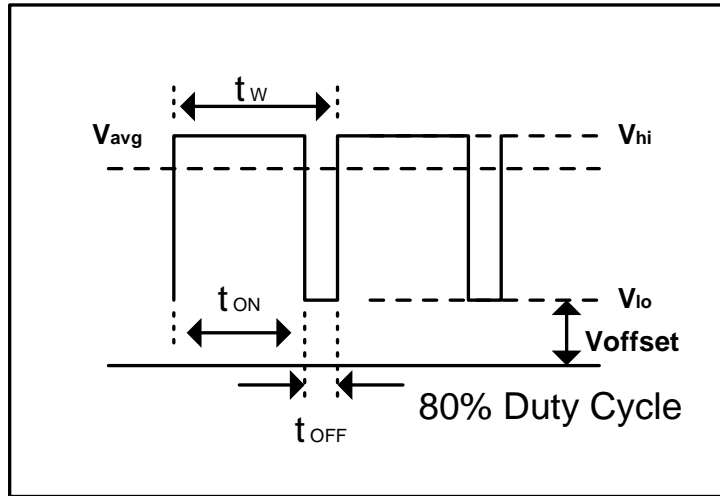 tW
Vavg
Vhi
tON
Vlo
Voffset
80% Duty Cycle
tOFF